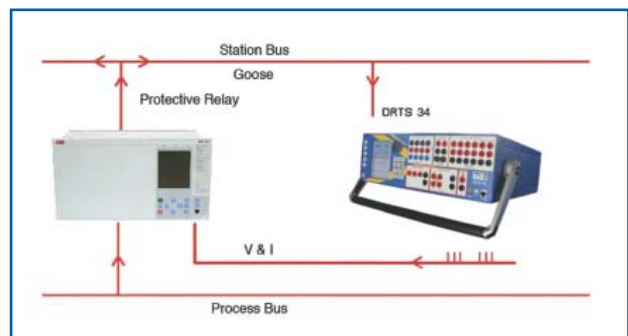 Station Bus
Goose
Protective Relay
DRTS 34
V & I
Process Bus